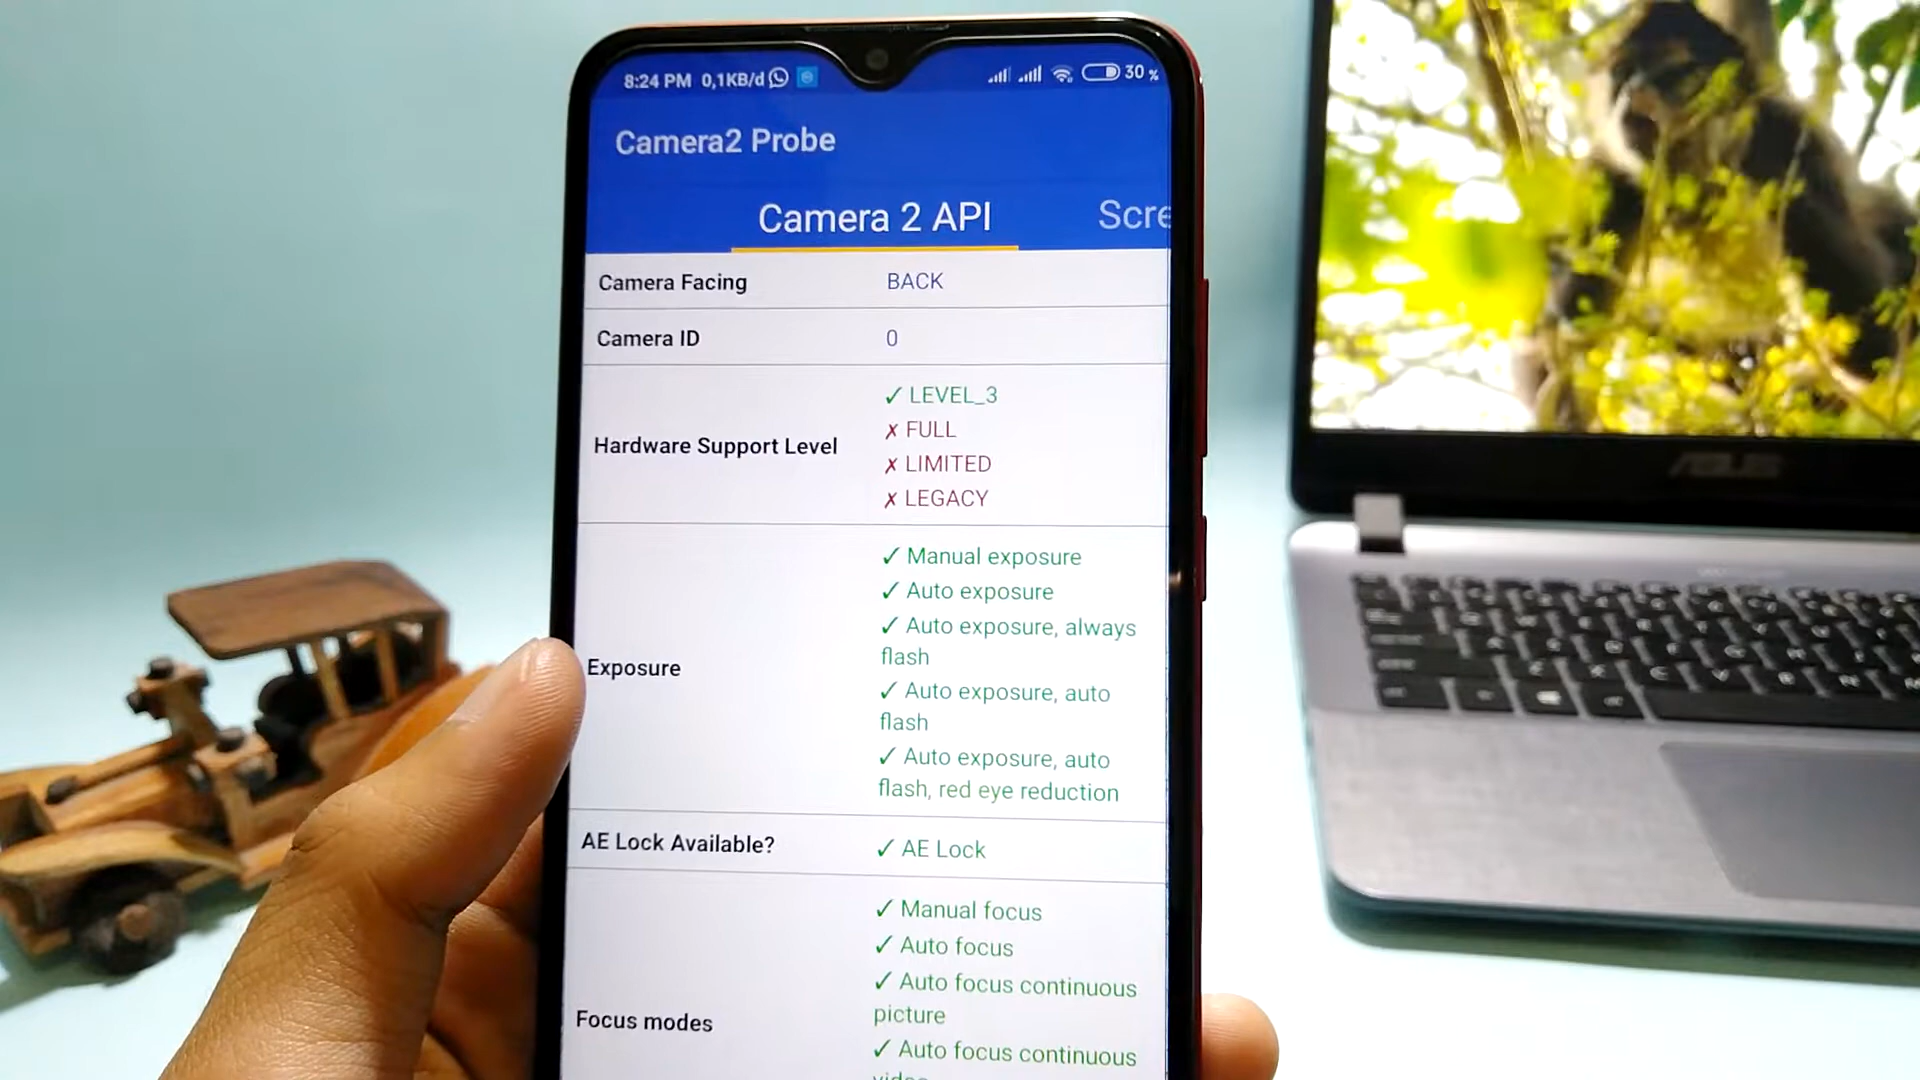 8:24 PM 0,1KB/d 30 %
Camera2 Probe
Camera 2 API Scre
Camera Facing BACK
Camera ID 0
Hardware Support Level
✓ LEVEL_3
✗ FULL
✗ LIMITED
✗ LEGACY
Exposure
✓ Manual exposure
✓ Auto exposure
✓ Auto exposure, always
flash
✓ Auto exposure, auto
flash
✓ Auto exposure, auto
flash, red eye reduction
AE Lock Available? ✓ AE Lock
Focus modes
✓ Manual focus
✓ Auto focus
✓ Auto focus continuous
picture
✓ Auto focus continuous
video
ASUS